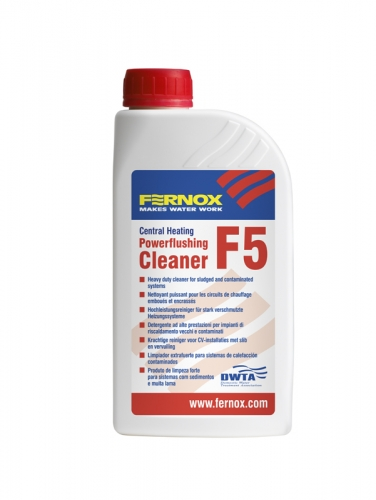 FERNOX
MAKES WATER WORK
Central Heating
Powerflushing
Cleaner F5
Heavy duty cleaner for sludged and contaminated
systems
Nettoyant puissant pour les circuits de chauffage
emboués et encrassés
Hochleistungsreiniger für stark verschmutzte
Heizungssysteme
Detergente ad alte prestazioni per impianti di
riscaldamento vecchi e contaminati
Krachtige reiniger voor CV-installaties met slib
en vervuiling
Limpiador extrafuerte para sistemas de calefacción
contaminados
Produto de limpeza forte
para sistemas com sedimentos
e muita lama
DWTA
www.fernox.com